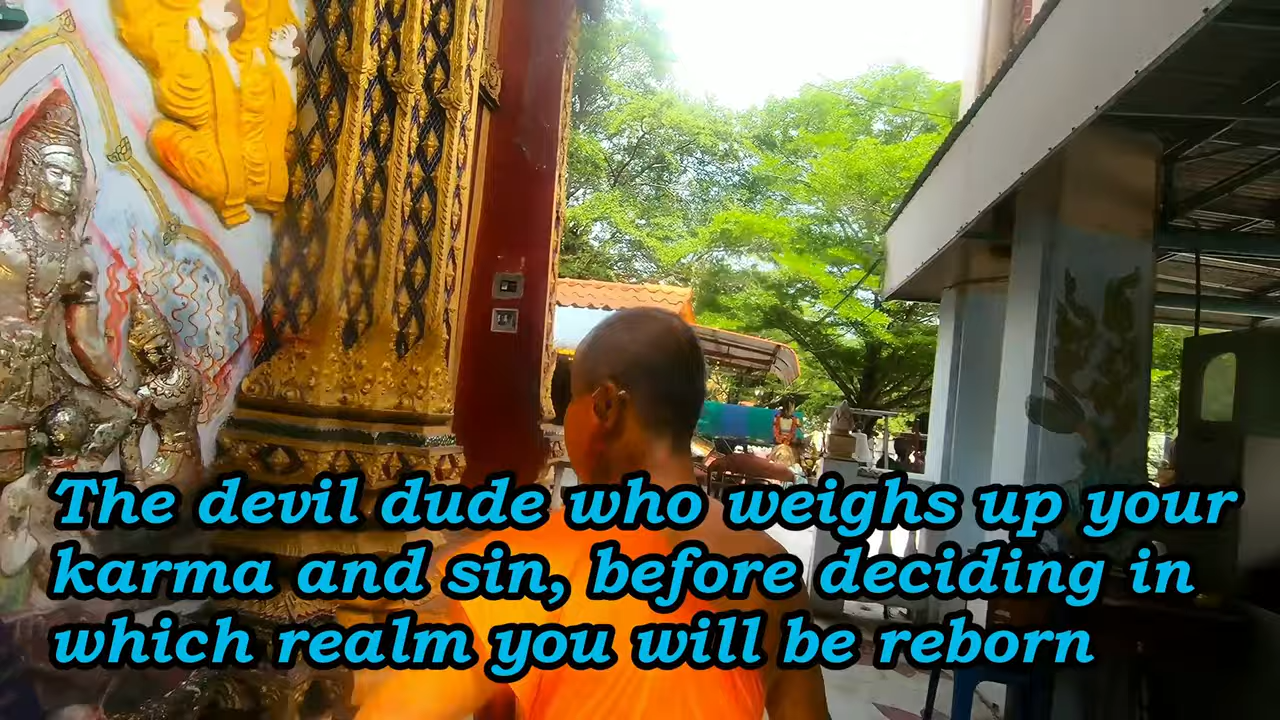 The devil dude who weighs up your
karma and sin, before deciding in
which realm you will be reborn